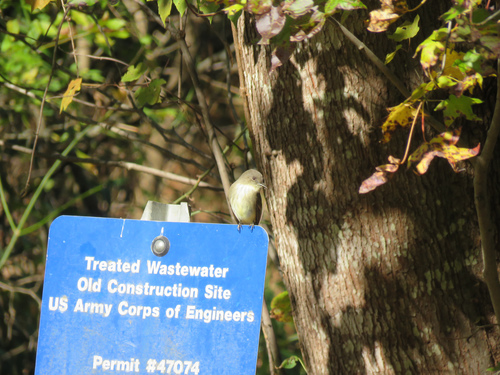 Treated Wastewater
Old Construction Site
US Army Corps of Engineers
Permit #47074